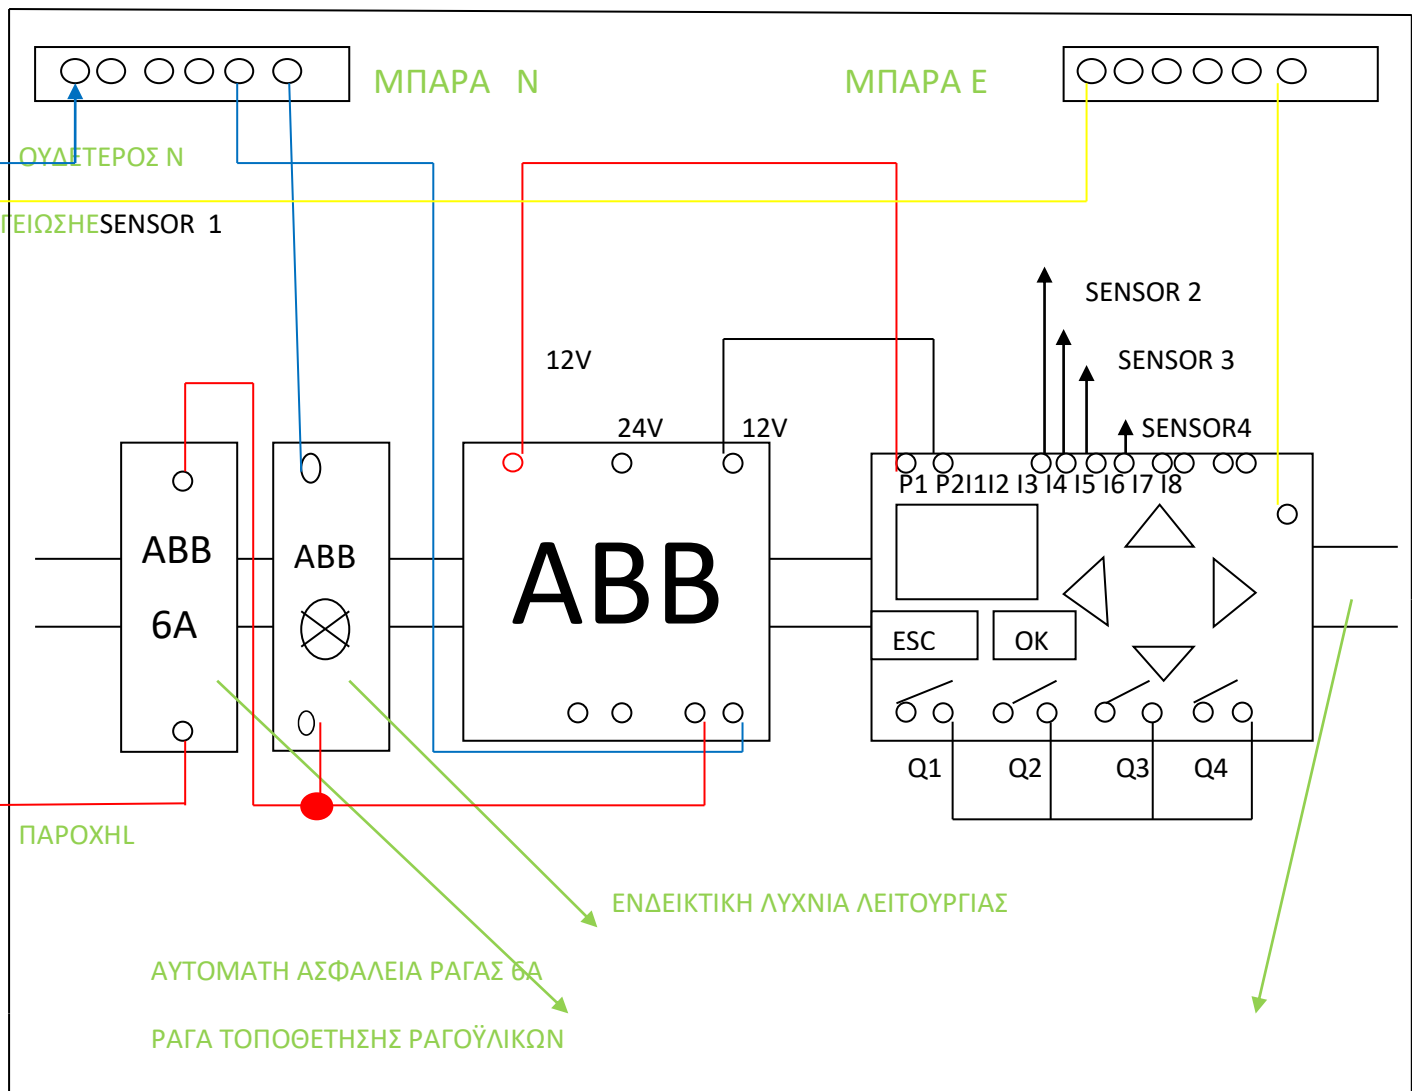 ΜΠΑΡΑ N
ΜΠΑΡΑ E
ΟΥΔΕΤΕΡΟΣ N
ΓΕΙΩΣΗΕSENSOR 1
SENSOR 2
12V
SENSOR 3
24V
12V
SENSOR4
P1 P2I1I2 I3 I4 I5 I6 I7 I8
ABB
6A
ABB
ABB
ESC
OK
Q1
Q2
Q3
Q4
ΠΑΡΟΧΗL
ΕΝΔΕΙΚΤΙΚΗ ΛΥΧΝΙΑ ΛΕΙΤΟΥΡΓΙΑΣ
ΑΥΤΟΜΑΤΗ ΑΣΦΑΛΕΙΑ ΡΑΓΑΣ 6Α
ΡΑΓΑ ΤΟΠΟΘΕΤΗΣΗΣ ΡΑΓΟΫΛΙΚΩΝ